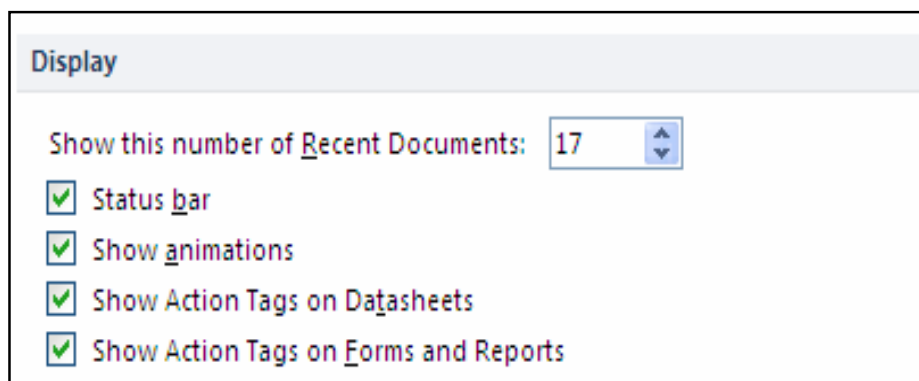 Display
Show this number of Recent Documents: 17
Status bar
Show animations
Show Action Tags on Datasheets
Show Action Tags on Forms and Reports